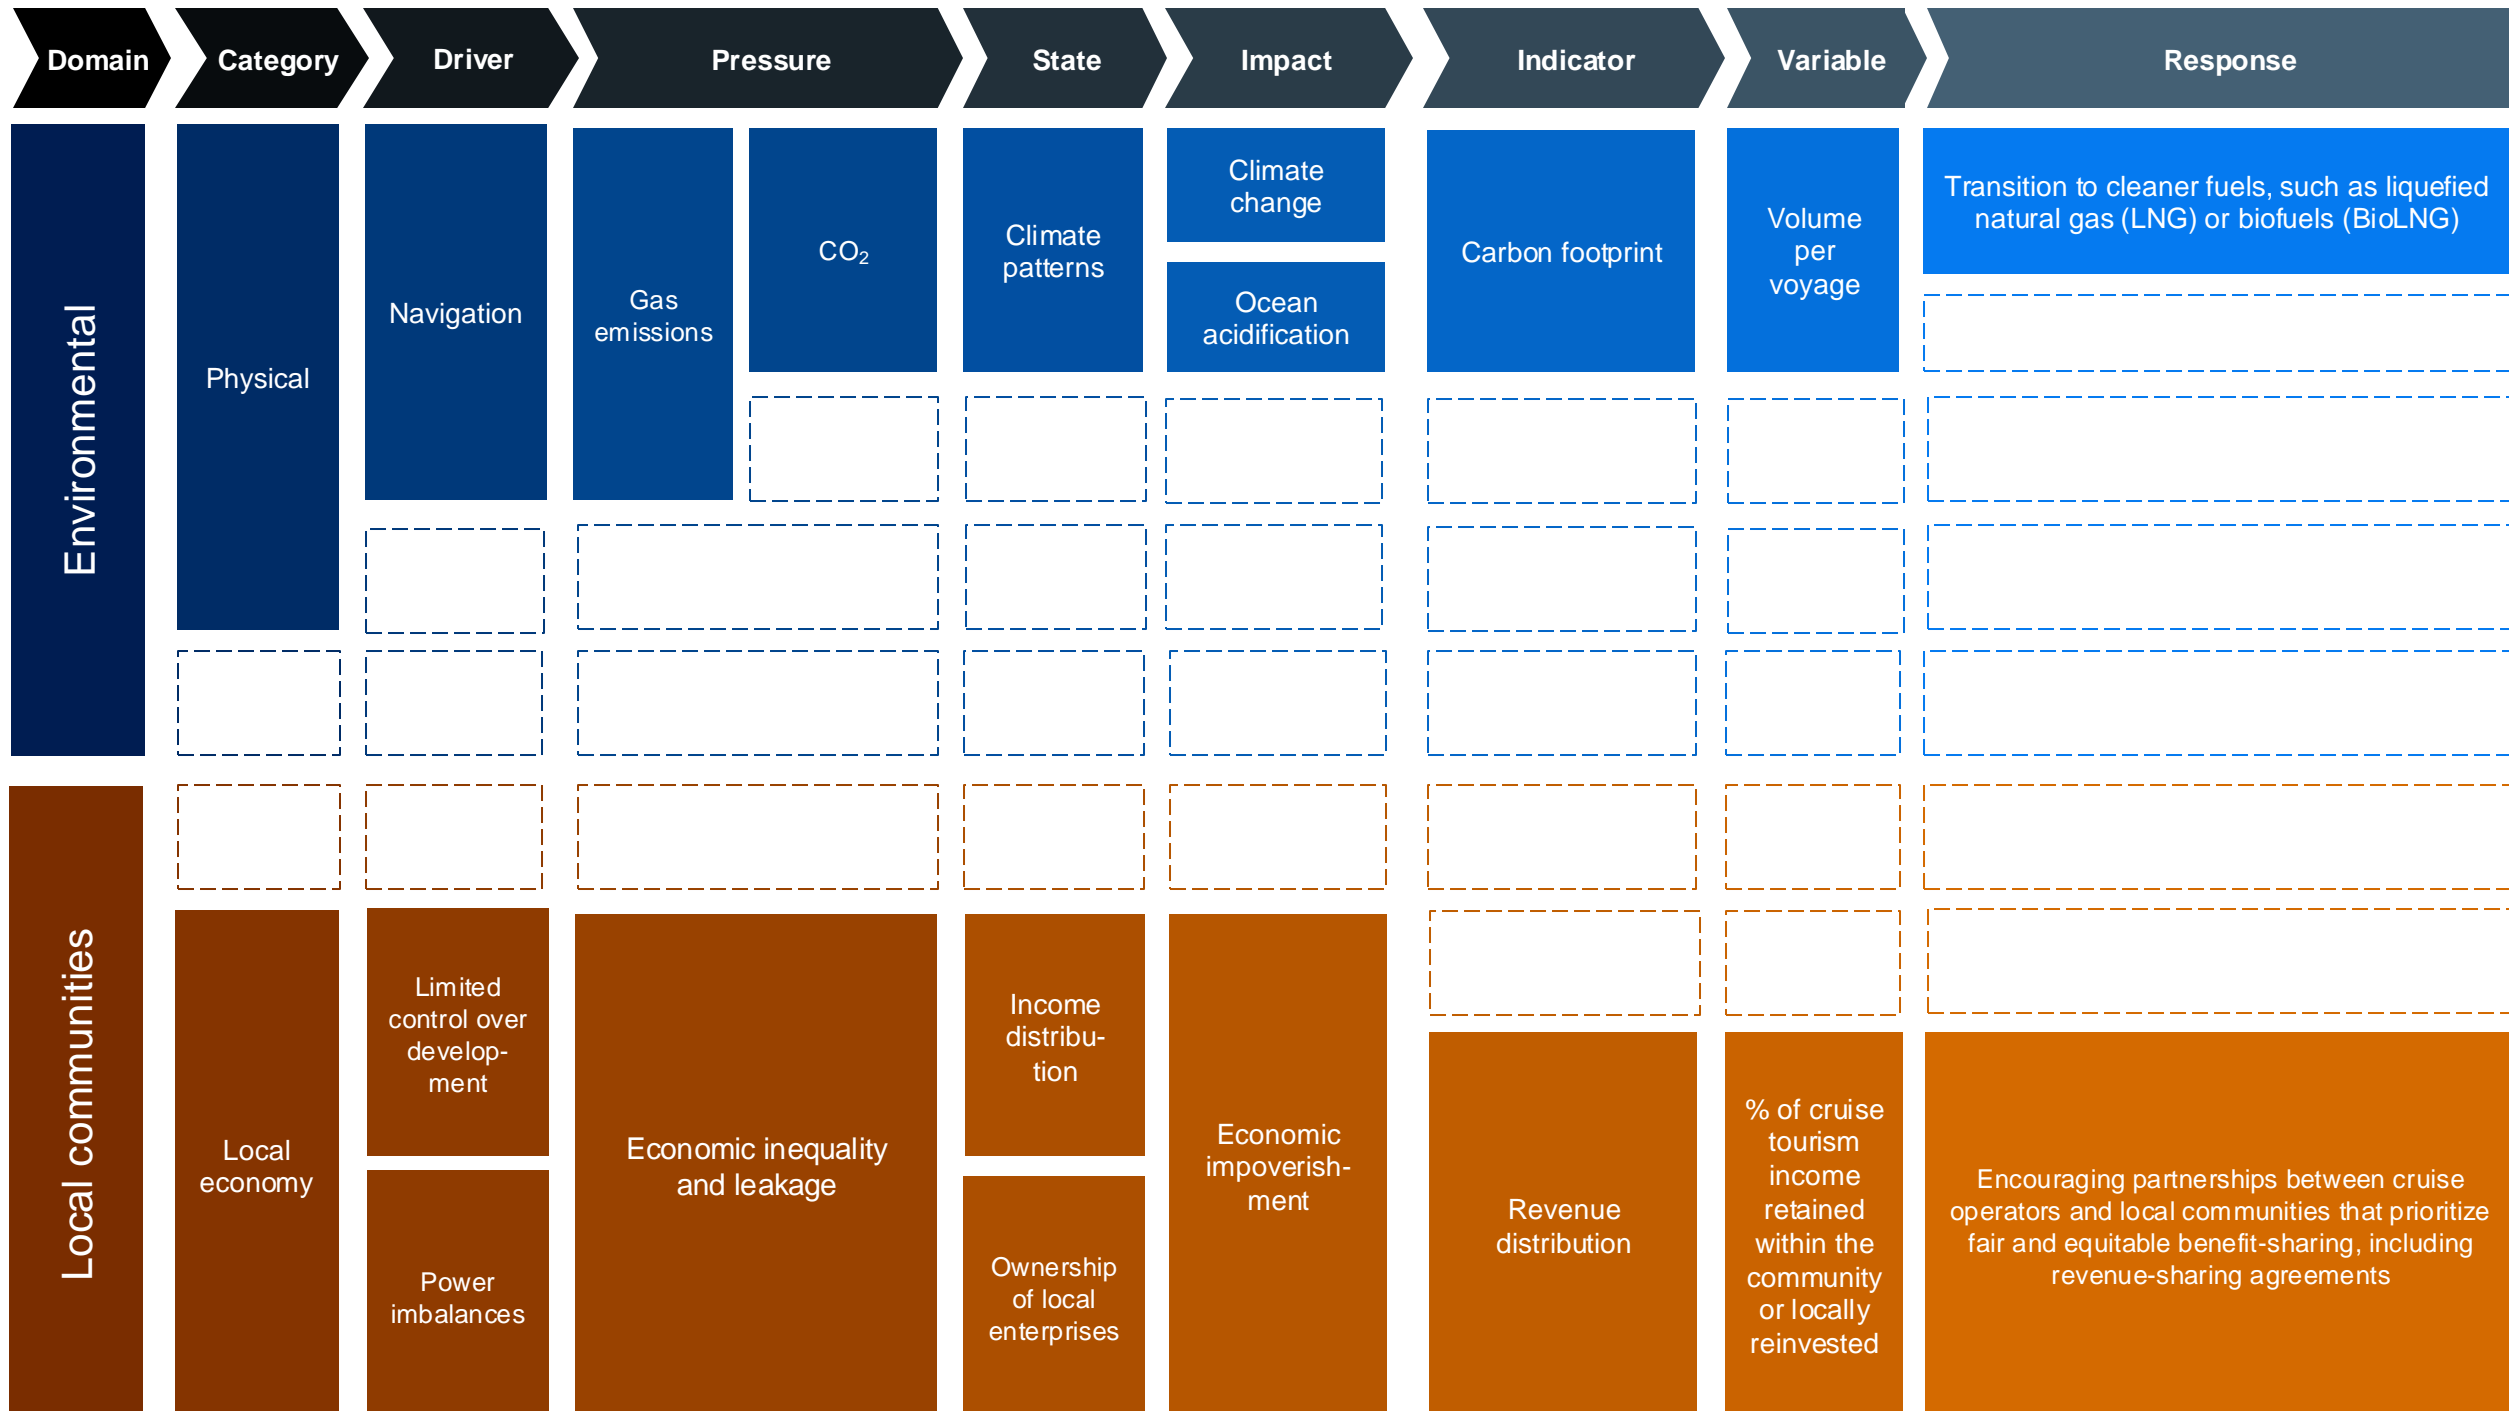 Domain
Category
Driver
Pressure
State
Impact
Indicator
Variable
Response
Environmental
Physical
Navigation
Gas
emissions
CO₂
Climate
patterns
Climate
change
Ocean
acidification
Carbon footprint
Volume
per
voyage
Transition to cleaner fuels, such as liquefied
natural gas (LNG) or biofuels (BioLNG)
Local communities
Local
economy
Limited
control over
develop-
ment
Power
imbalances
Economic inequality
and leakage
Income
distribu-
tion
Ownership
of local
enterprises
Economic
impoverish-
ment
Revenue
distribution
% of cruise
tourism
income
retained
within the
community
or locally
reinvested
Encouraging partnerships between cruise
operators and local communities that prioritize
fair and equitable benefit-sharing, including
revenue-sharing agreements